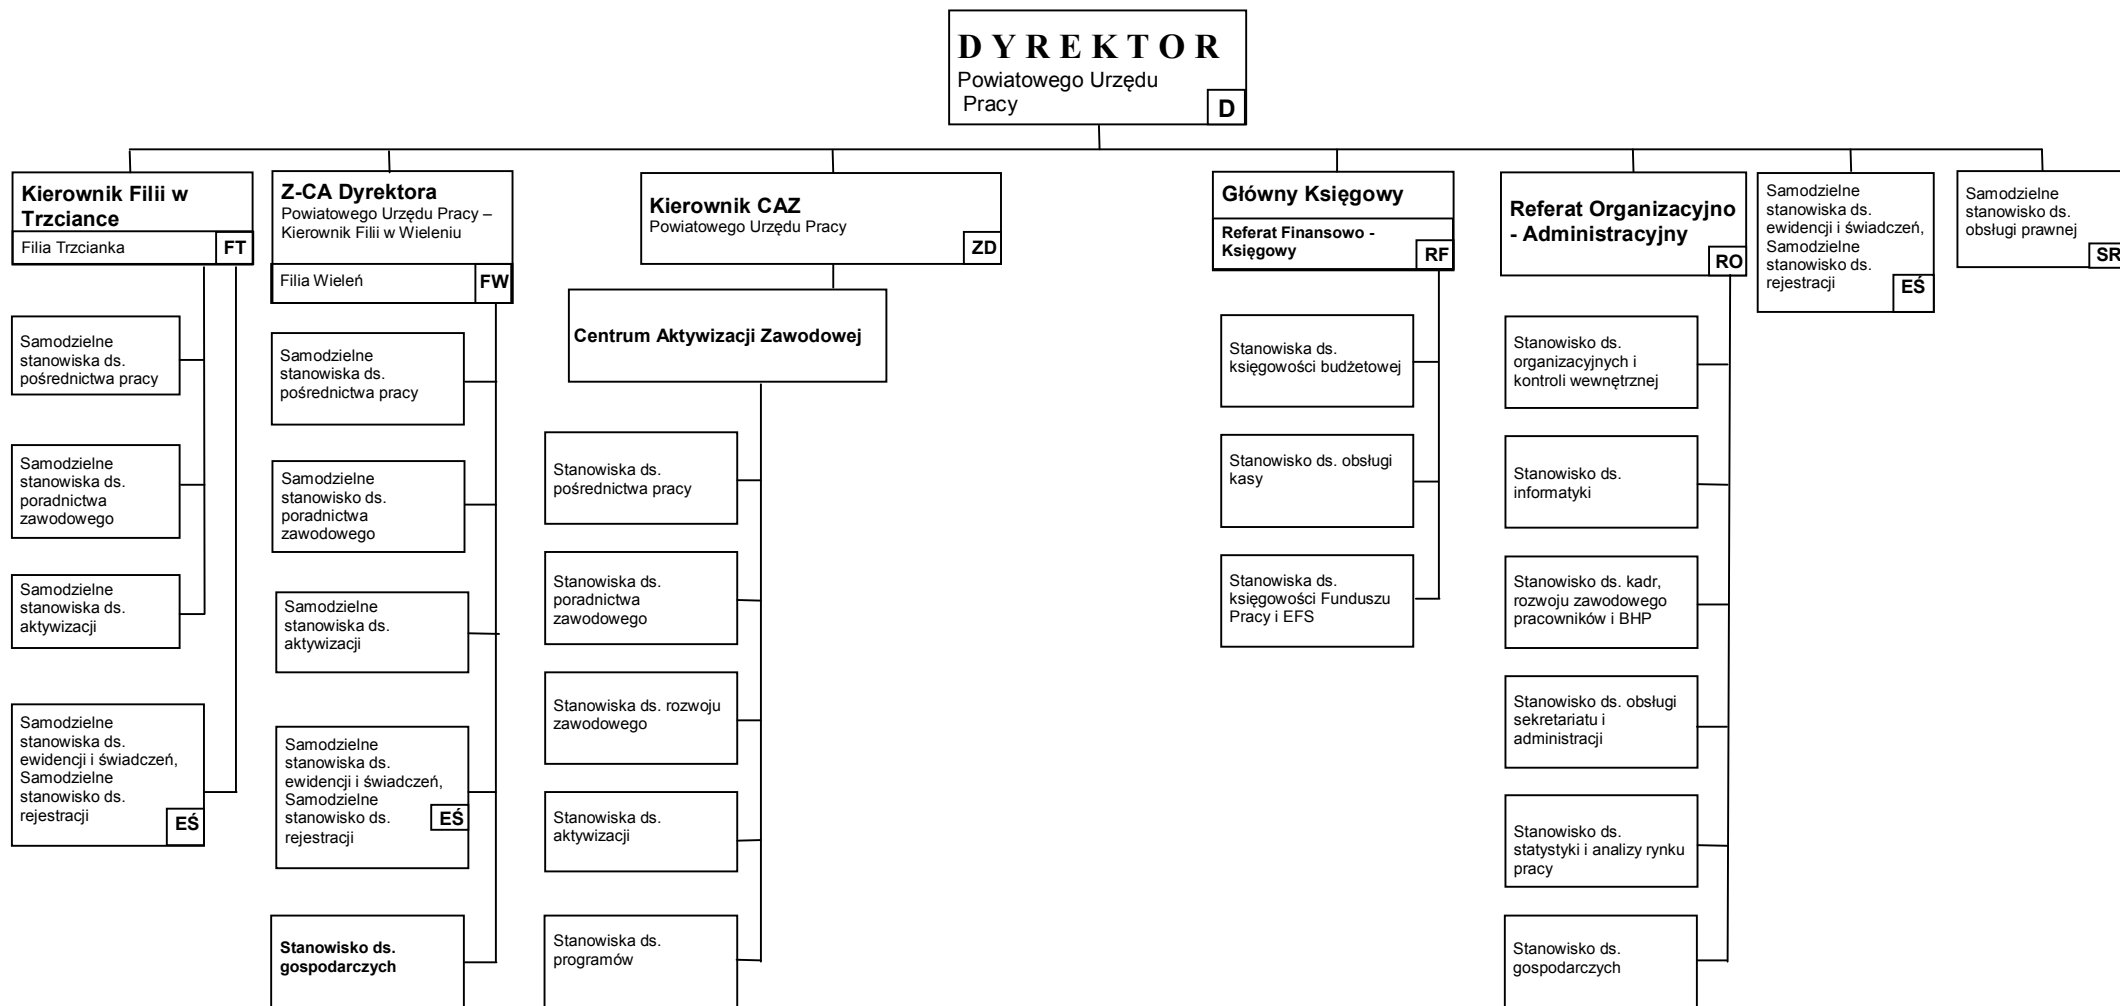 D Y R E K T O R
Powiatowego Urzędu
Pracy
D
Kierownik Filii w
Trzciance
Filia Trzcianka
FT
Samodzielne
stanowiska ds.
pośrednictwa pracy
Samodzielne
stanowiska ds.
poradnictwa
zawodowego
Samodzielne
stanowiska ds.
aktywizacji
Samodzielne
stanowiska ds.
ewidencji i świadczeń,
Samodzielne
stanowisko ds.
rejestracji
EŚ
Z-CA Dyrektora
Powiatowego Urzędu Pracy –
Kierownik Filii w Wieleniu
Filia Wieleń
FW
Samodzielne
stanowiska ds.
pośrednictwa pracy
Samodzielne
stanowisko ds.
poradnictwa
zawodowego
Samodzielne
stanowiska ds.
aktywizacji
Samodzielne
stanowiska ds.
ewidencji i świadczeń,
Samodzielne
stanowisko ds.
rejestracji
EŚ
Stanowisko ds.
gospodarczych
Kierownik CAZ
Powiatowego Urzędu Pracy
ZD
Centrum Aktywizacji Zawodowej
Stanowiska ds.
pośrednictwa pracy
Stanowiska ds.
poradnictwa
zawodowego
Stanowiska ds. rozwoju
zawodowego
Stanowiska ds.
aktywizacji
Stanowiska ds.
programów
Główny Księgowy
Referat Finansowo -
Księgowy
RF
Stanowiska ds.
księgowości budżetowej
Stanowisko ds. obsługi
kasy
Stanowiska ds.
księgowości Funduszu
Pracy i EFS
Referat Organizacyjno
- Administracyjny
RO
Stanowisko ds.
organizacyjnych i
kontroli wewnętrznej
Stanowisko ds.
informatyki
Stanowisko ds. kadr,
rozwoju zawodowego
pracowników i BHP
Stanowisko ds. obsługi
sekretariatu i
administracji
Stanowisko ds.
statystyki i analizy rynku
pracy
Stanowisko ds.
gospodarczych
Samodzielne
stanowiska ds.
ewidencji i świadczeń,
Samodzielne
stanowisko ds.
rejestracji
EŚ
Samodzielne
stanowisko ds.
obsługi prawnej
SR